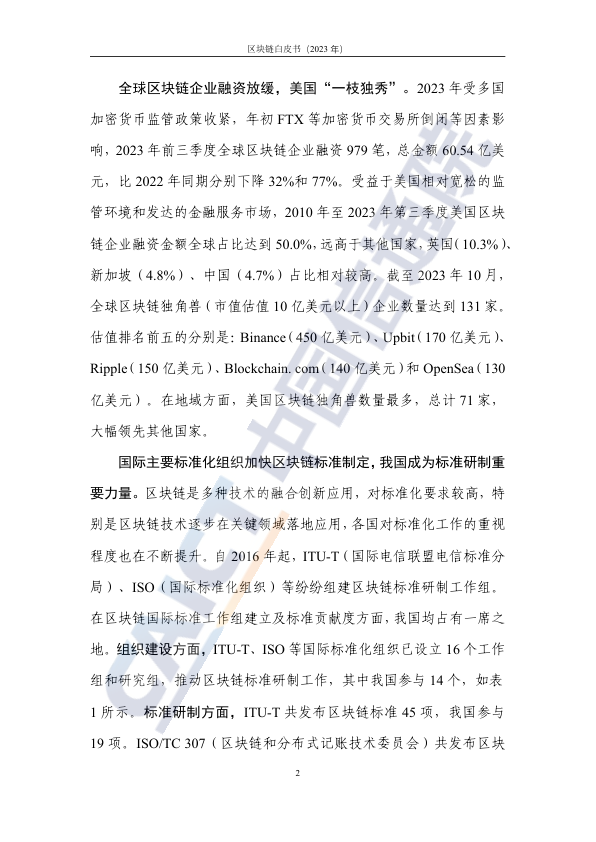 区块链白皮书（2023 年）
全球区块链企业融资放缓，美国“一枝独秀”。2023 年受多国
加密货币监管政策收紧，年初 FTX 等加密货币交易所倒闭等因素影
响，2023 年前三季度全球区块链企业融资 979 笔，总金额 60.54 亿美
元，比 2022 年同期分别下降 32%和 77%。受益于美国相对宽松的监
管环境和发达的金融服务市场，2010 年至 2023 年第三季度美国区块
链企业融资金额全球占比达到 50.0%，远高于其他国家，英国（10.3%）、
新加坡（4.8%）、中国（4.7%）占比相对较高。截至 2023 年 10 月，
全球区块链独角兽（市值估值 10 亿美元以上）企业数量达到 131 家。
估值排名前五的分别是：Binance（450 亿美元）、Upbit（170 亿美元）、
Ripple（150 亿美元）、Blockchain. com（140 亿美元）和 OpenSea（130
亿美元）。在地域方面，美国区块链独角兽数量最多，总计 71 家，
大幅领先其他国家。
国际主要标准化组织加快区块链标准制定，我国成为标准研制重
要力量。区块链是多种技术的融合创新应用，对标准化要求较高，特
别是区块链技术逐步在关键领域落地应用，各国对标准化工作的重视
程度也在不断提升。自 2016 年起，ITU-T（国际电信联盟电信标准分
局）、ISO（国际标准化组织）等纷纷组建区块链标准研制工作组。
在区块链国际标准工作组建立及标准贡献度方面，我国均占有一席之
地。组织建设方面，ITU-T、ISO 等国际标准化组织已设立 16 个工作
组和研究组，推动区块链标准研制工作，其中我国参与 14 个，如表
1 所示。标准研制方面，ITU-T 共发布区块链标准 45 项，我国参与
19 项。ISO/TC 307（区块链和分布式记账技术委员会）共发布区块
2
CAICT 中国信通院